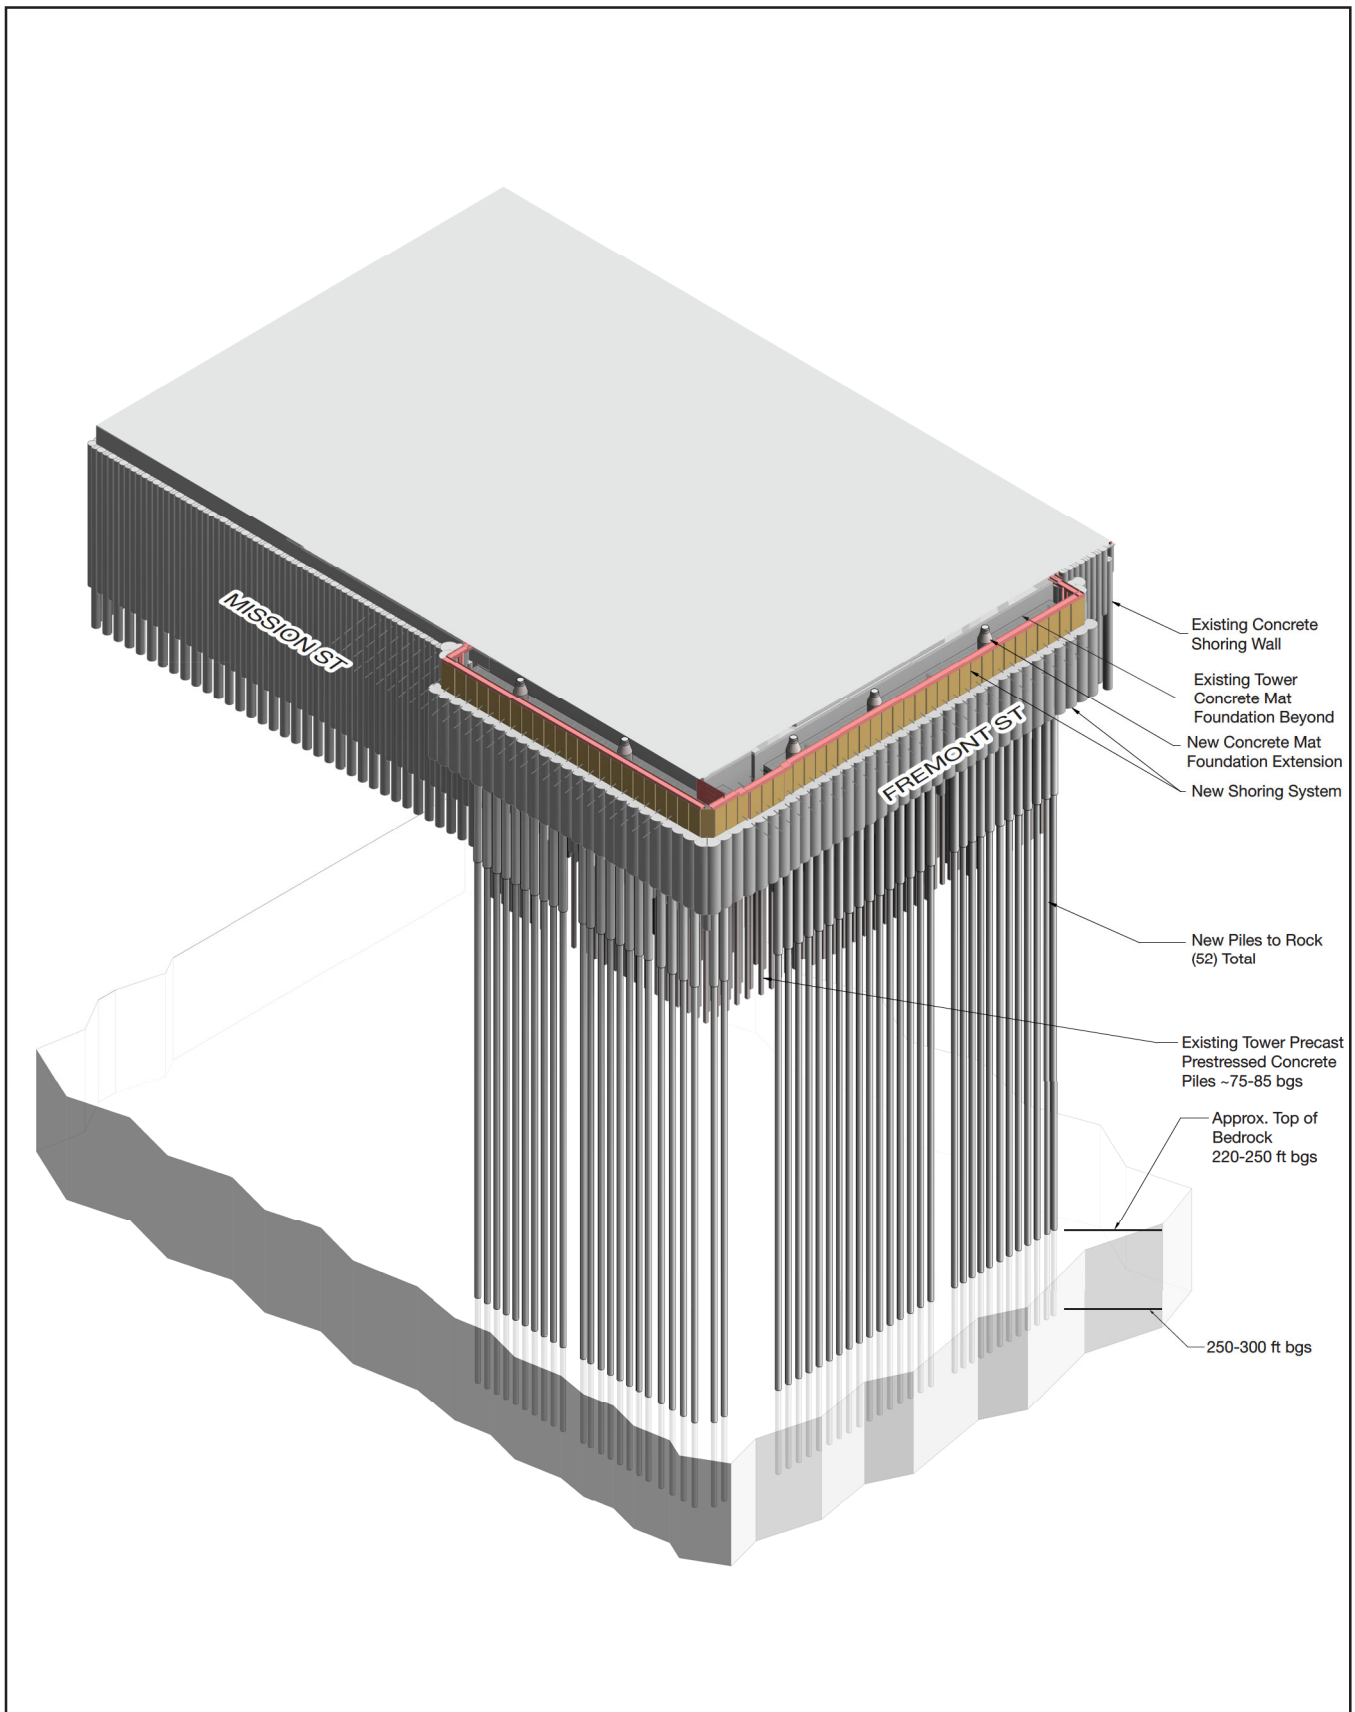 MISSION ST
FREMONT ST
Existing Concrete
Shoring Wall
Existing Tower
Concrete Mat
Foundation Beyond
New Concrete Mat
Foundation Extension
New Shoring System
New Piles to Rock
(52) Total
Existing Tower Precast
Prestressed Concrete
Piles ~75-85 bgs
Approx. Top of
Bedrock
220-250 ft bgs
250-300 ft bgs